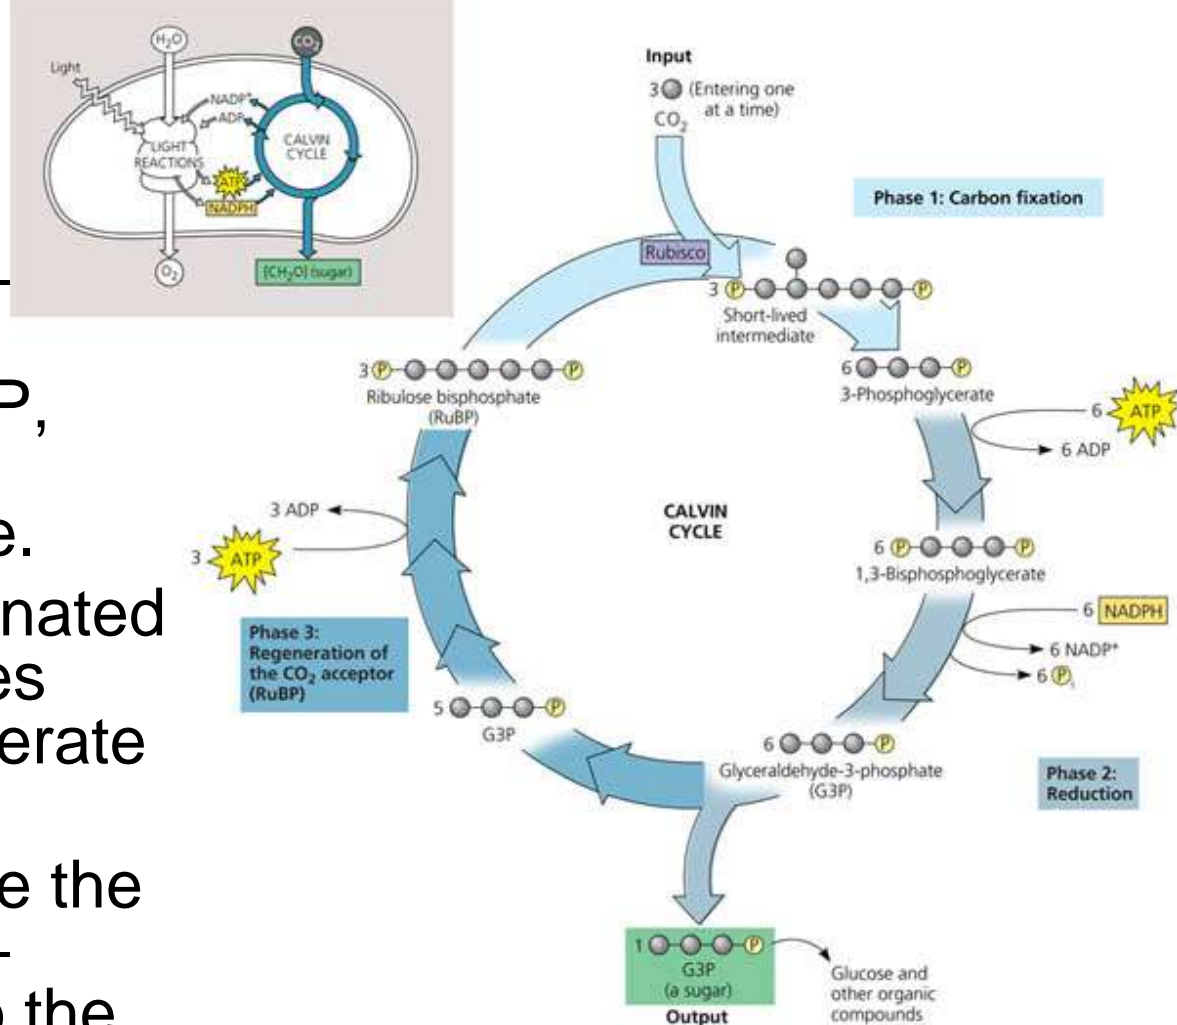 H₂O
CO₂
Light
NADP⁺
ADP
LIGHT
REACTIONS
CALVIN
CYCLE
ATP
NADPH
O₂
[CH₂O] (sugar)
P,
e.
nated
es
erate
e the
o the
Input
3 (Entering one
at a time)
CO₂
Phase 1: Carbon fixation
Rubisco
3 P P
Short-lived
intermediate
3 P P
Ribulose bisphosphate
(RuBP)
6 P
3-Phosphoglycerate
6 ATP
6 ADP
3 ADP
3 ATP
CALVIN
CYCLE
6 P P
1,3-Bisphosphoglycerate
6 NADPH
6 NADP⁺
6 Pᵢ
Phase 3:
Regeneration of
the CO₂ acceptor
(RuBP)
5 P
G3P
6 P
Glyceraldehyde-3-phosphate
(G3P)
Phase 2:
Reduction
1 P
G3P
(a sugar)
Output
Glucose and
other organic
compounds